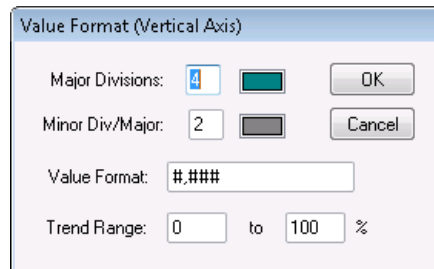 Value Format (Vertical Axis)
Major Divisions: 4 OK
Minor Div/Major: 2 Cancel
Value Format: #,###
Trend Range: 0 to 100 %